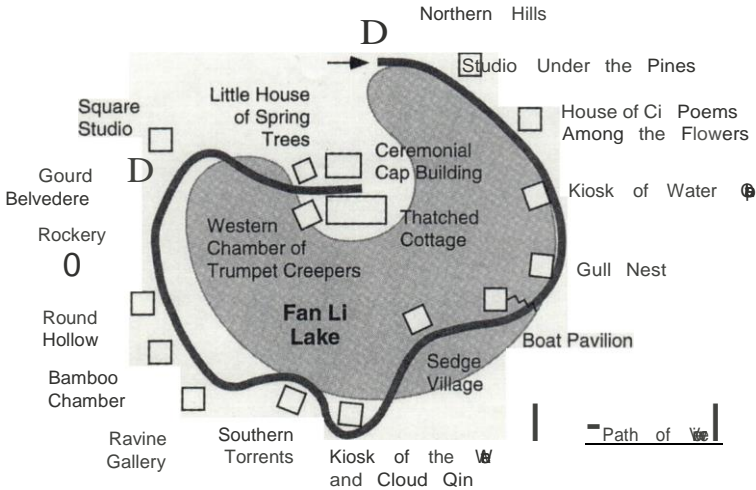 Northern Hills
D
Studio Under the Pines
Little House
of Spring
Trees
Square
Studio
House of Ci Poems
Among the Flowers
Ceremonial
Cap Building
D
Gourd
Belvedere
Kiosk of Water
Western
Chamber of
Trumpet Creepers
Thatched
Cottage
Rockery
0
Gull Nest
Fan Li
Lake
Round
Hollow
Boat Pavilion
Sedge
Village
Bamboo
Chamber
Ravine
Gallery
Southern
Torrents
Kiosk of the
and Cloud Qin
Path of